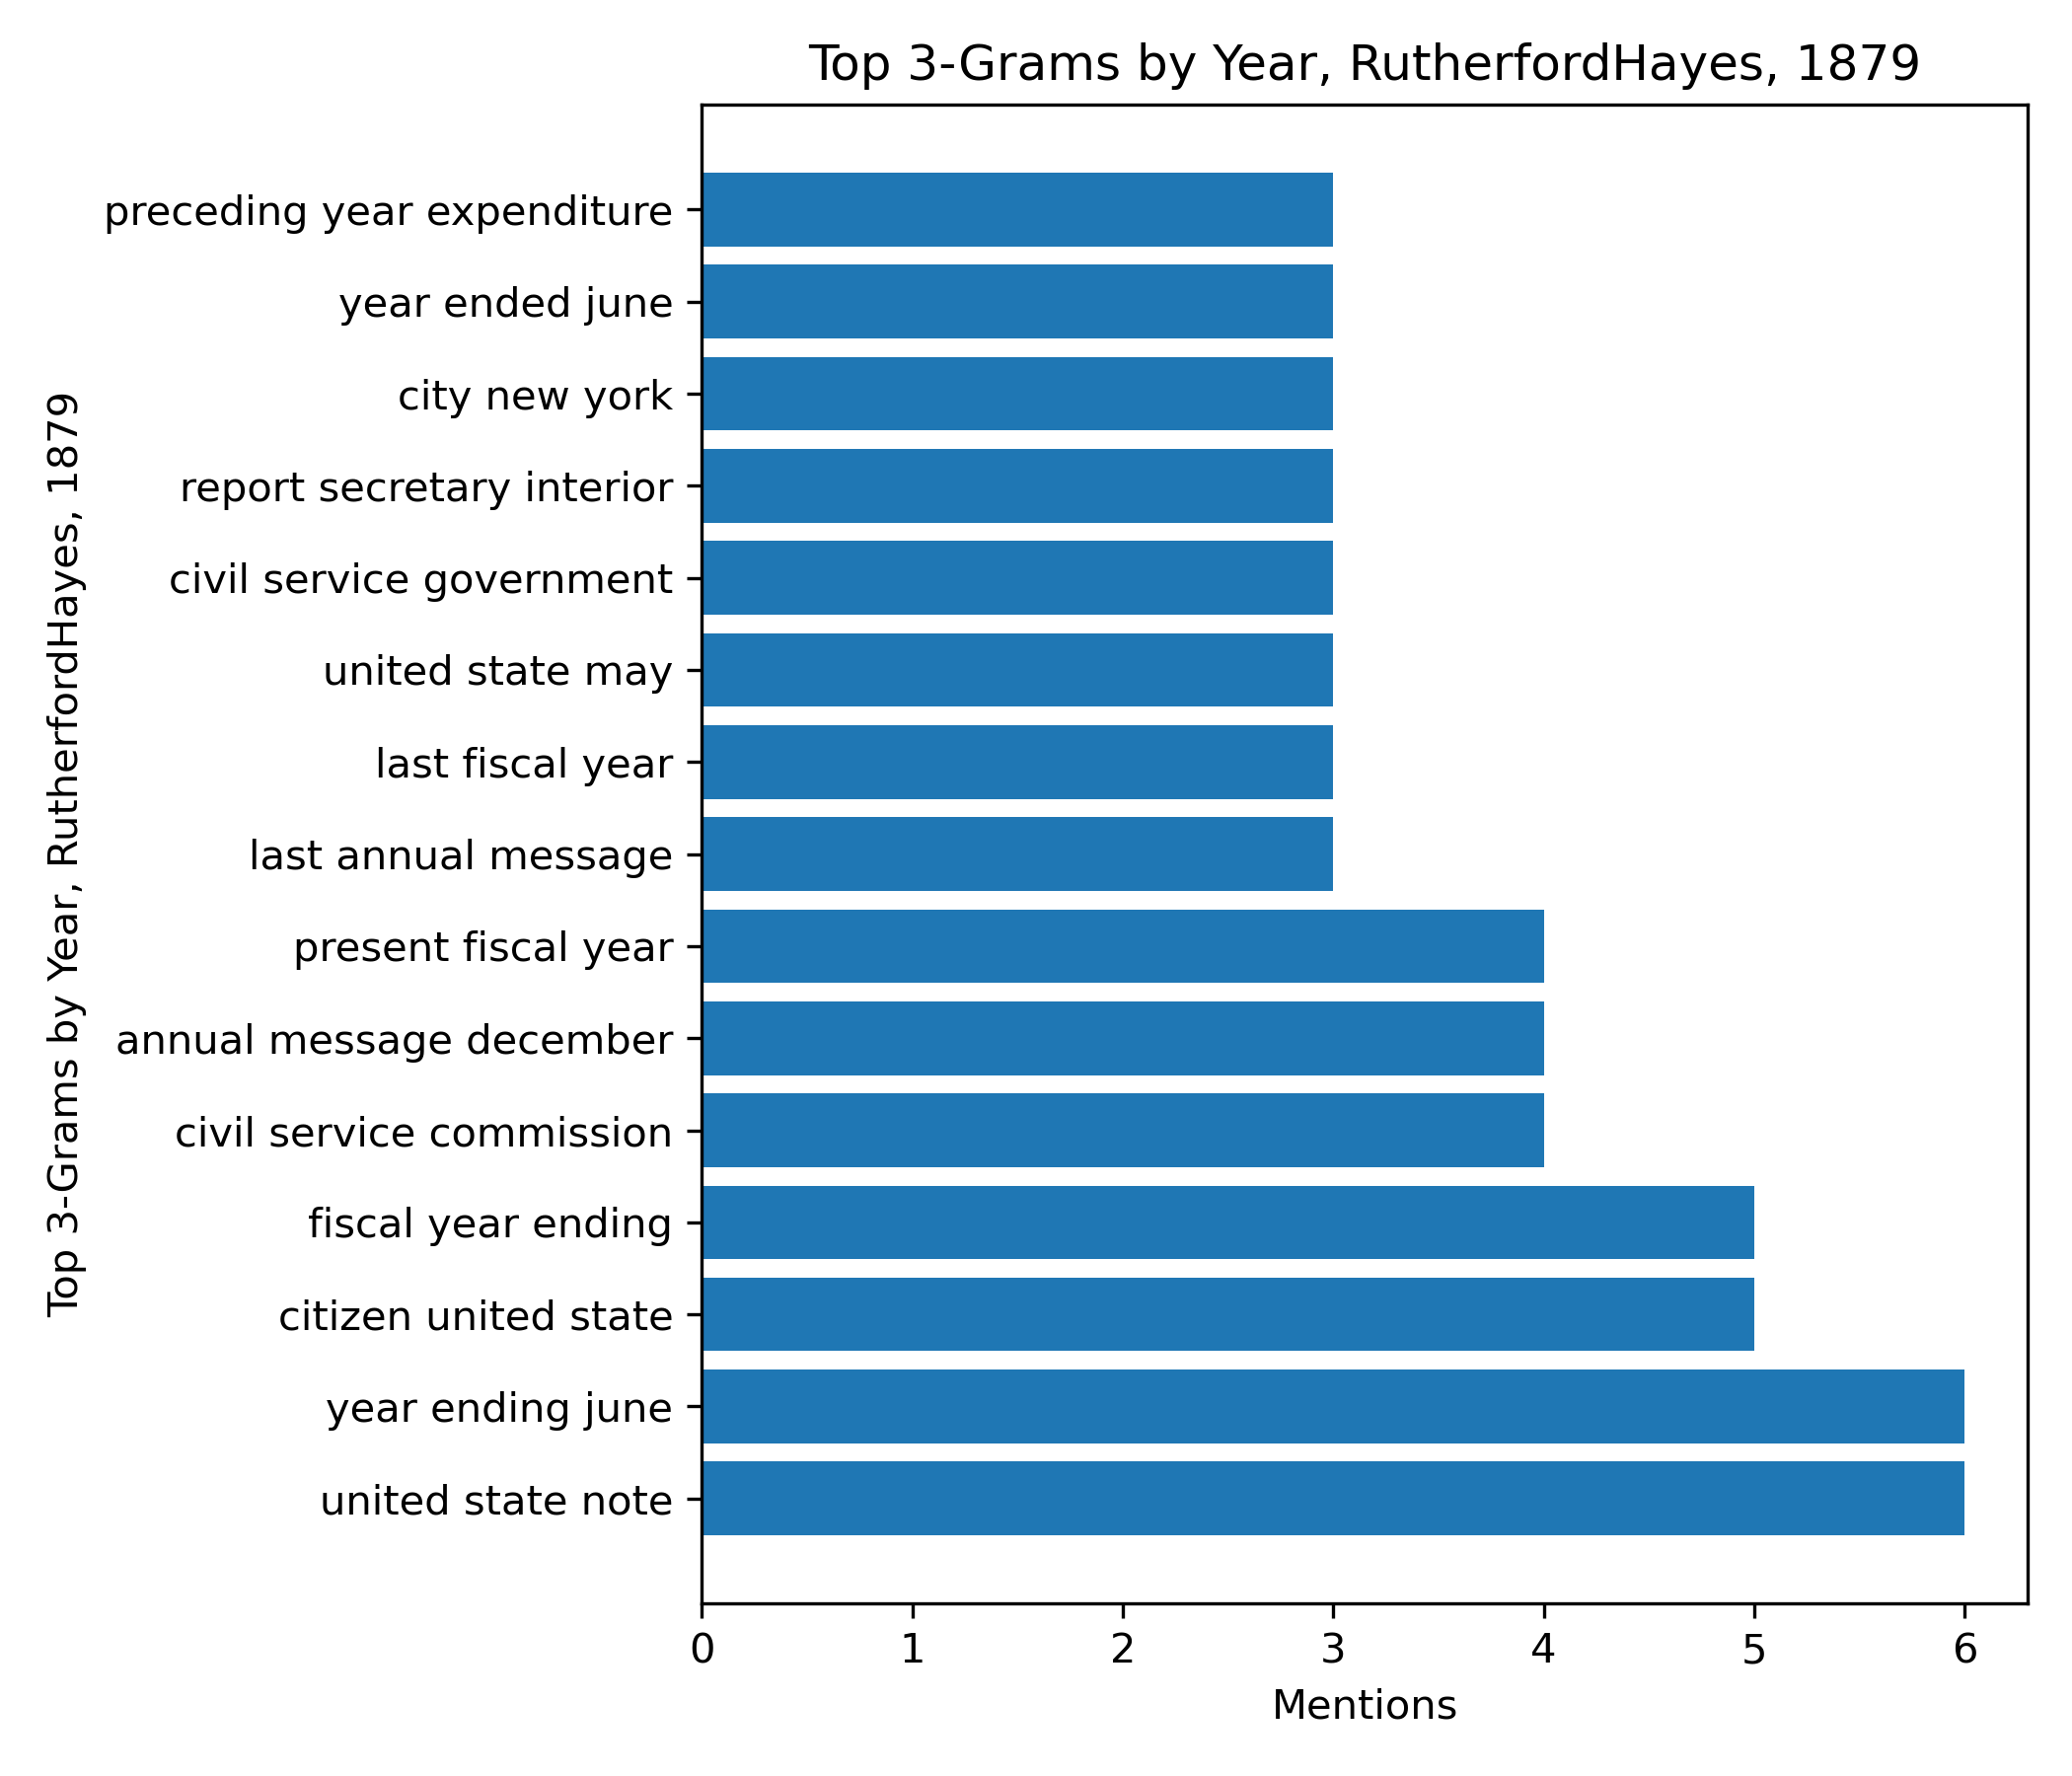 Top 3-Grams by Year, RutherfordHayes, 1879
Top 3-Grams by Year, RutherfordHayes, 1879
preceding year expenditure
year ended june
city new york
report secretary interior
civil service government
united state may
last fiscal year
last annual message
present fiscal year
annual message december
civil service commission
fiscal year ending
citizen united state
year ending june
united state note
0 1 2 3 4 5 6
Mentions